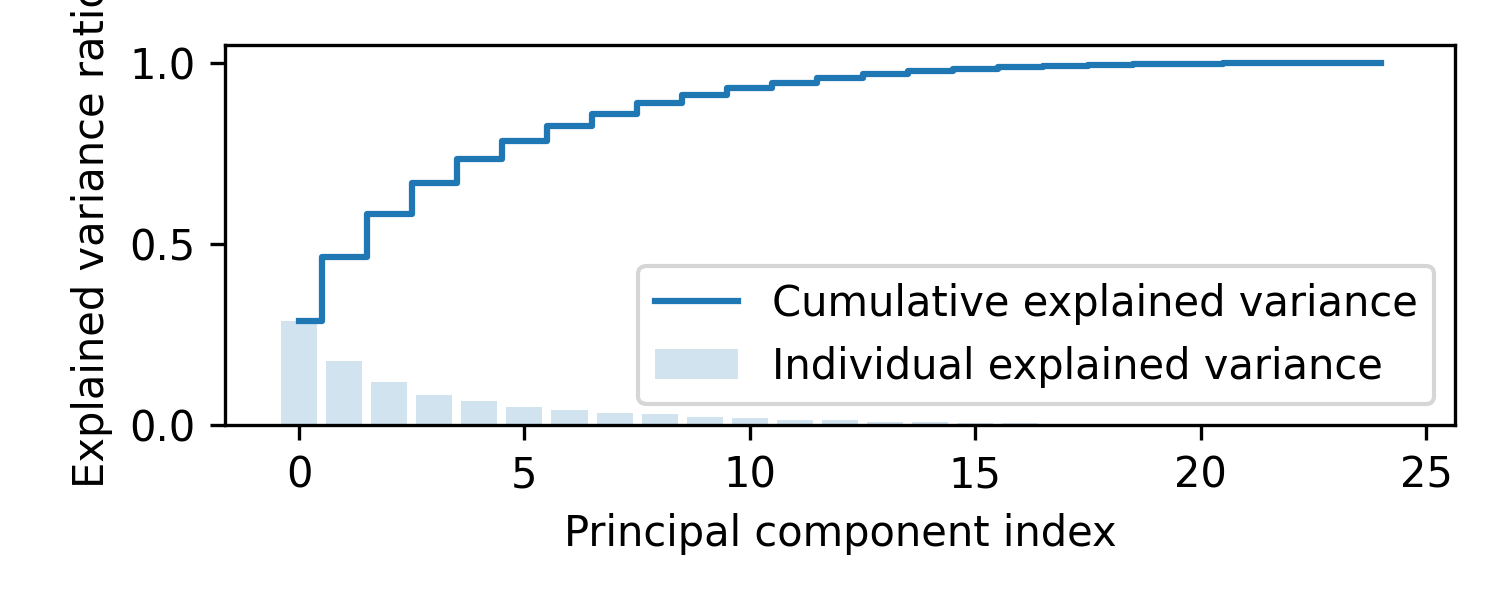 Explained variance ratio
1.0
0.5
0.0
Cumulative explained variance
Individual explained variance
0 5 10 15 20 25
Principal component index